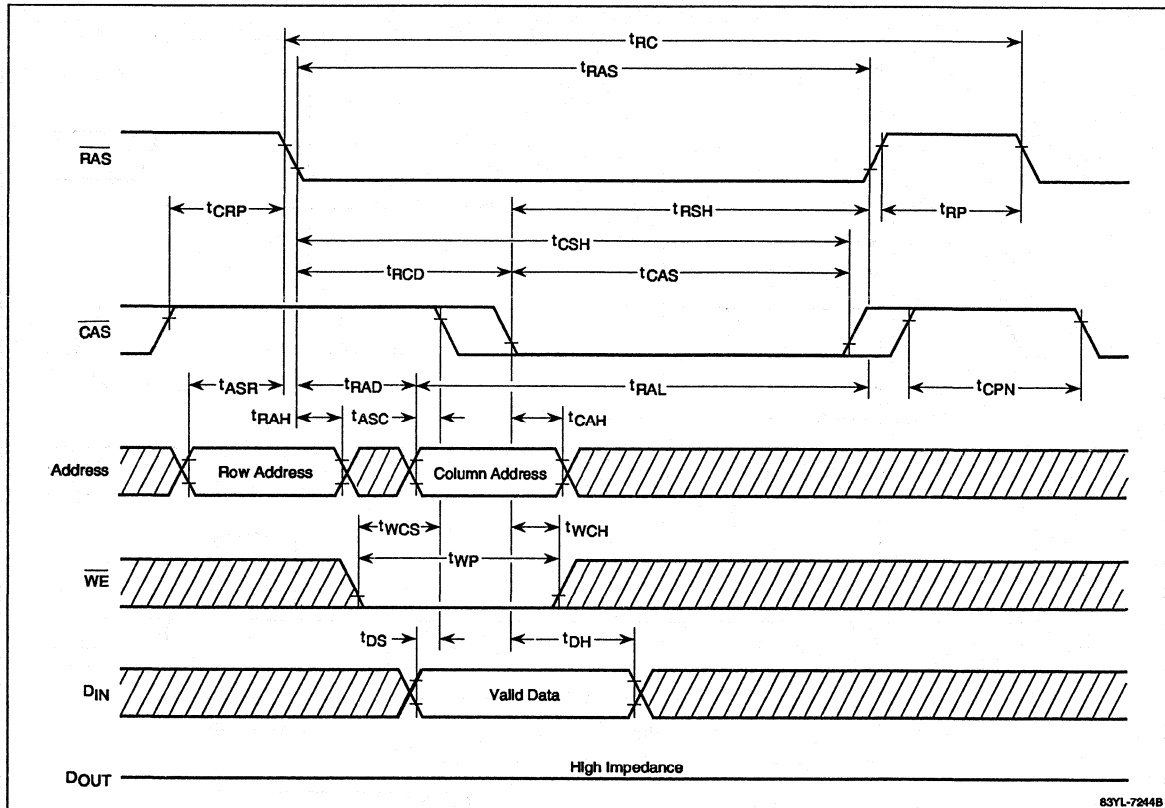 tRC
tRAS
RAS
tCRP
tRSH
tRP
tCSH
tRCD
tCAS
CAS
tASR
tRAD
tRAL
tCPN
tRAH
tASC
tCAH
Address
Row Address
Column Address
tWCS
tWCH
tWP
WE
tDS
tDH
DIN
Valid Data
High Impedance
DOUT
83YL-7244B